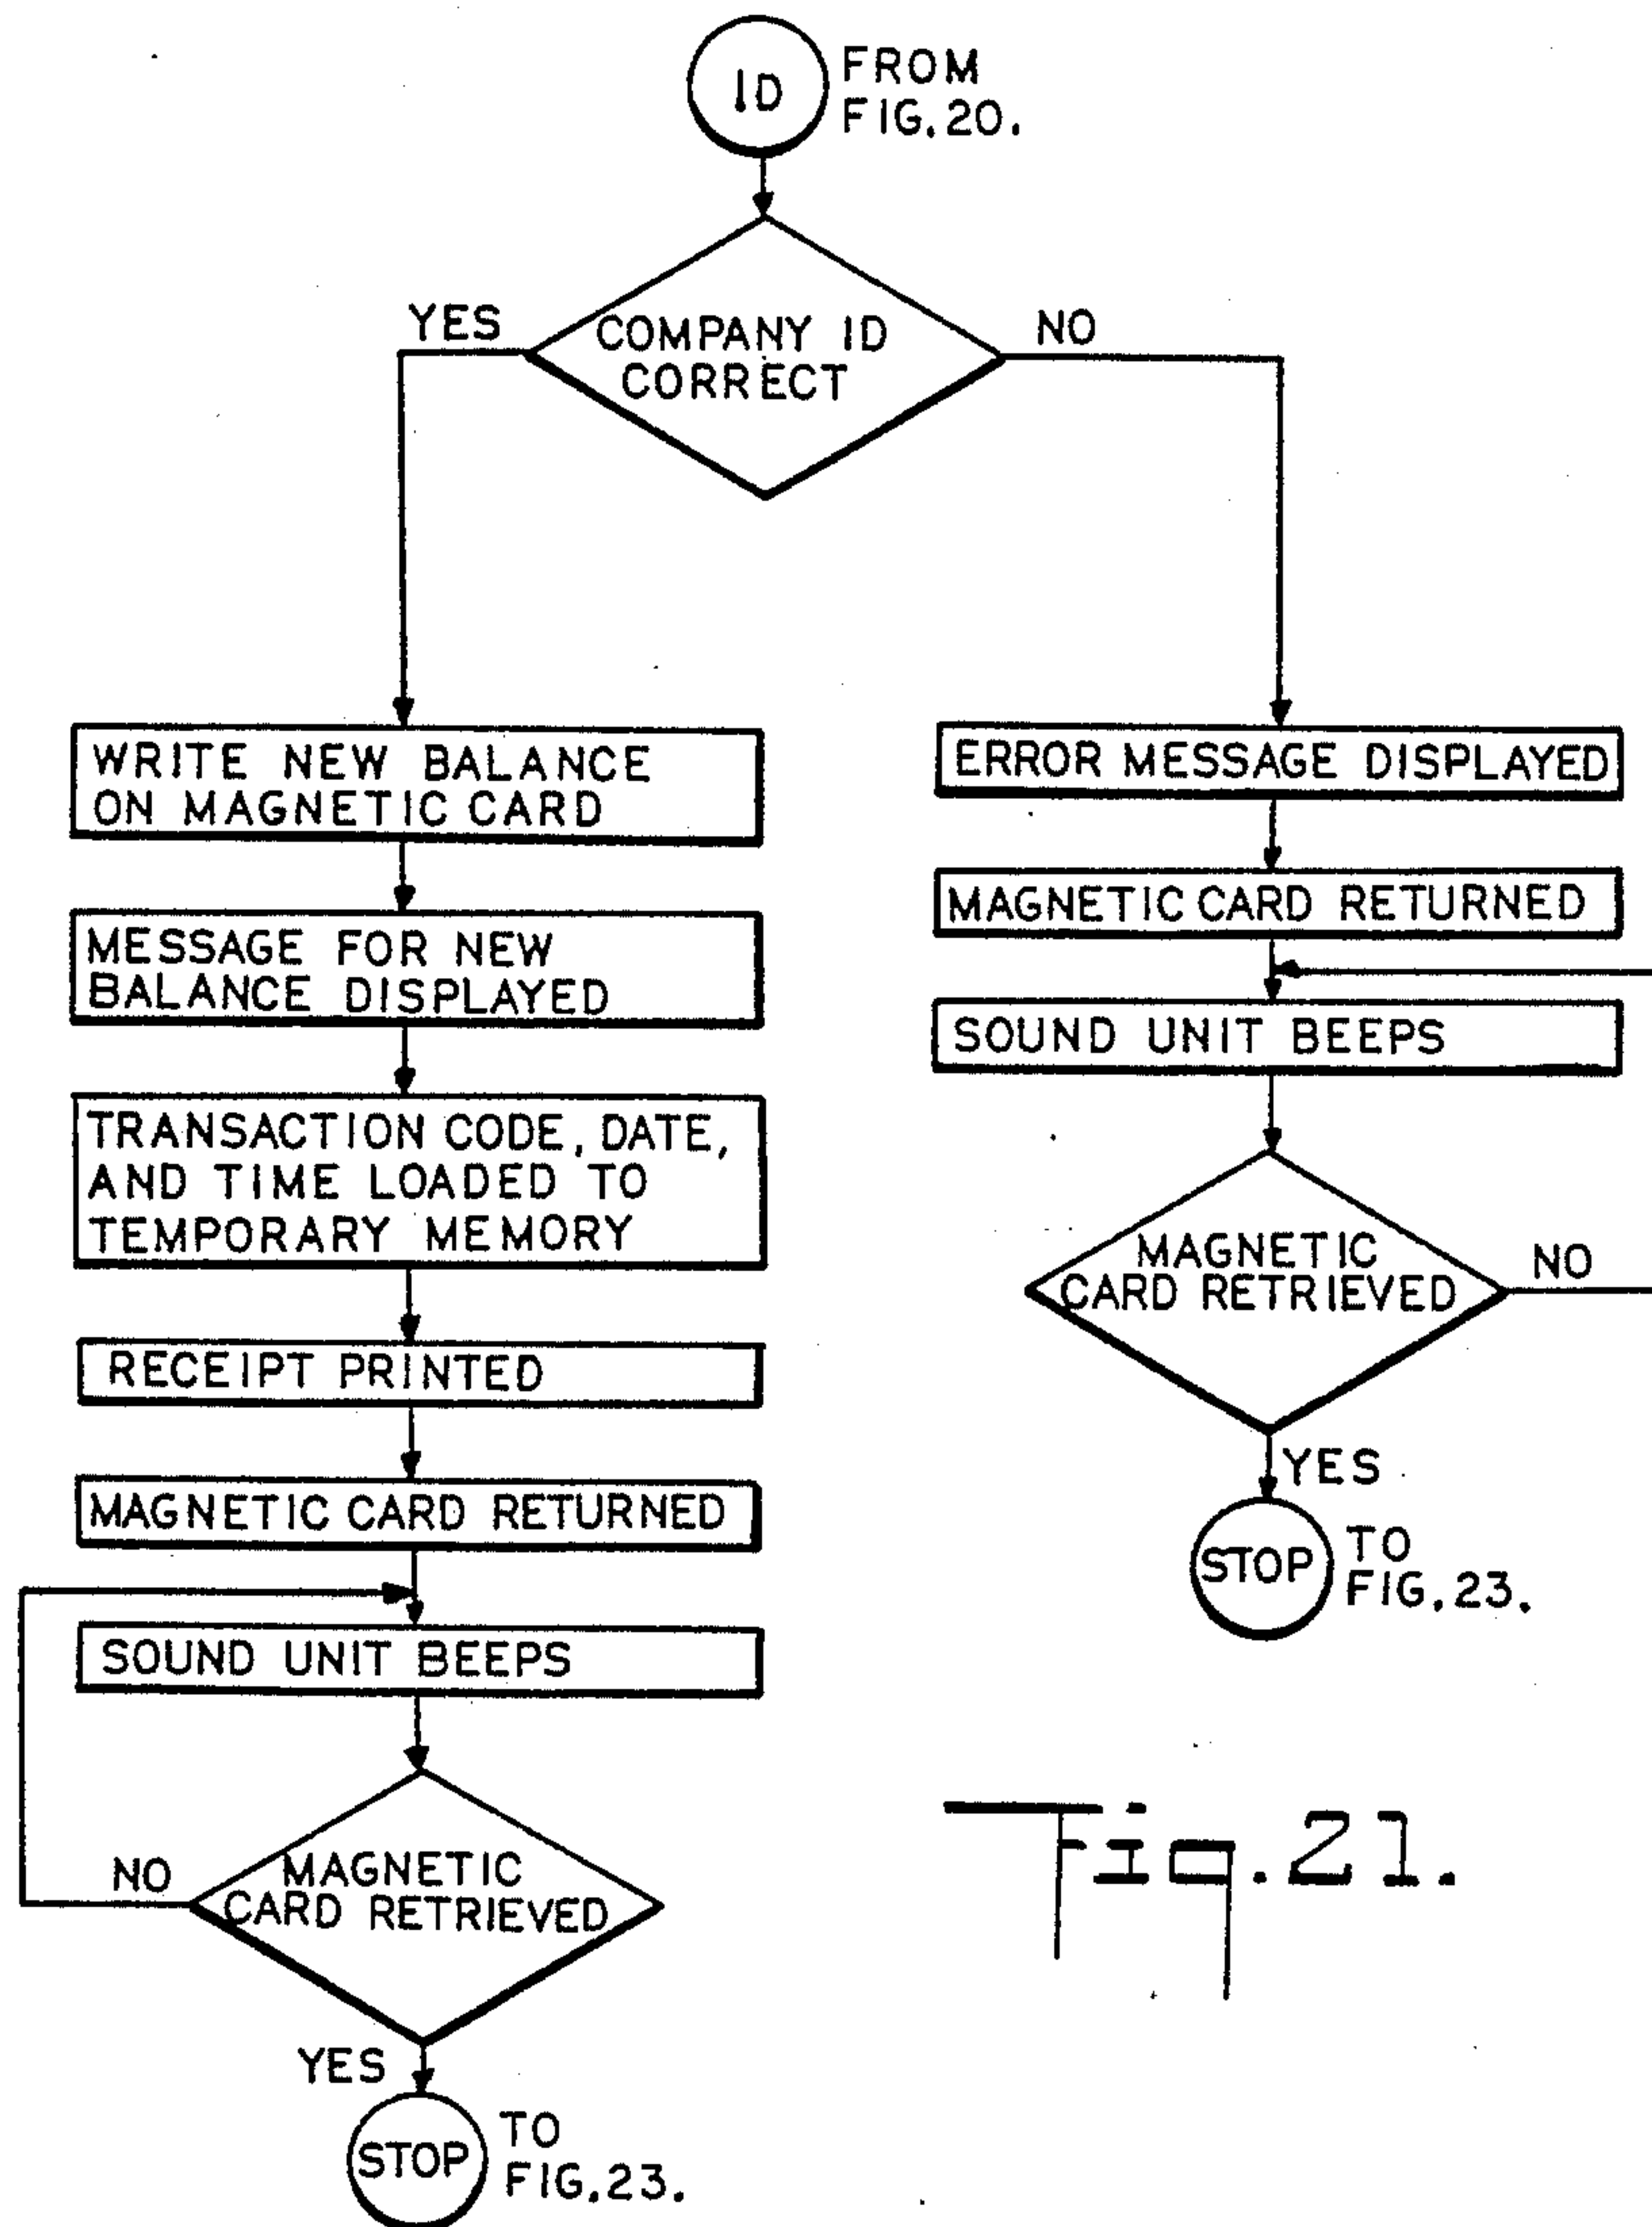 ID
FROM
FIG.20.
COMPANY ID
CORRECT
YES
NO
WRITE NEW BALANCE
ON MAGNETIC CARD
MESSAGE FOR NEW
BALANCE DISPLAYED
TRANSACTION CODE, DATE,
AND TIME LOADED TO
TEMPORARY MEMORY
RECEIPT PRINTED
MAGNETIC CARD RETURNED
SOUND UNIT BEEPS
MAGNETIC
CARD RETRIEVED
NO
YES
STOP
TO
FIG.23.
ERROR MESSAGE DISPLAYED
MAGNETIC CARD RETURNED
SOUND UNIT BEEPS
MAGNETIC
CARD RETRIEVED
NO
YES
STOP
TO
FIG.23.
Fig.21.